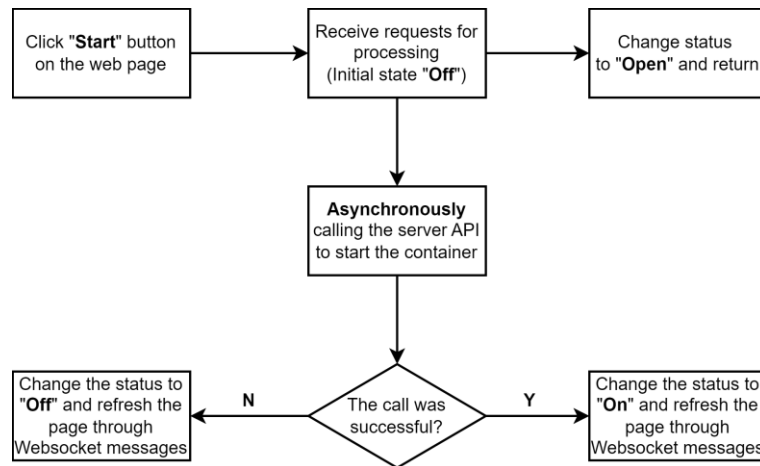 Click "Start" button
on the web page
Receive requests for
processing
(Initial state "Off")
Change status
to "Open" and return
Asynchronously
calling the server API
to start the container
Change the status to
"Off" and refresh the
page through
Websocket messages
N
The call was
successful?
Y
Change the status to
"On" and refresh the
page through
Websocket messages